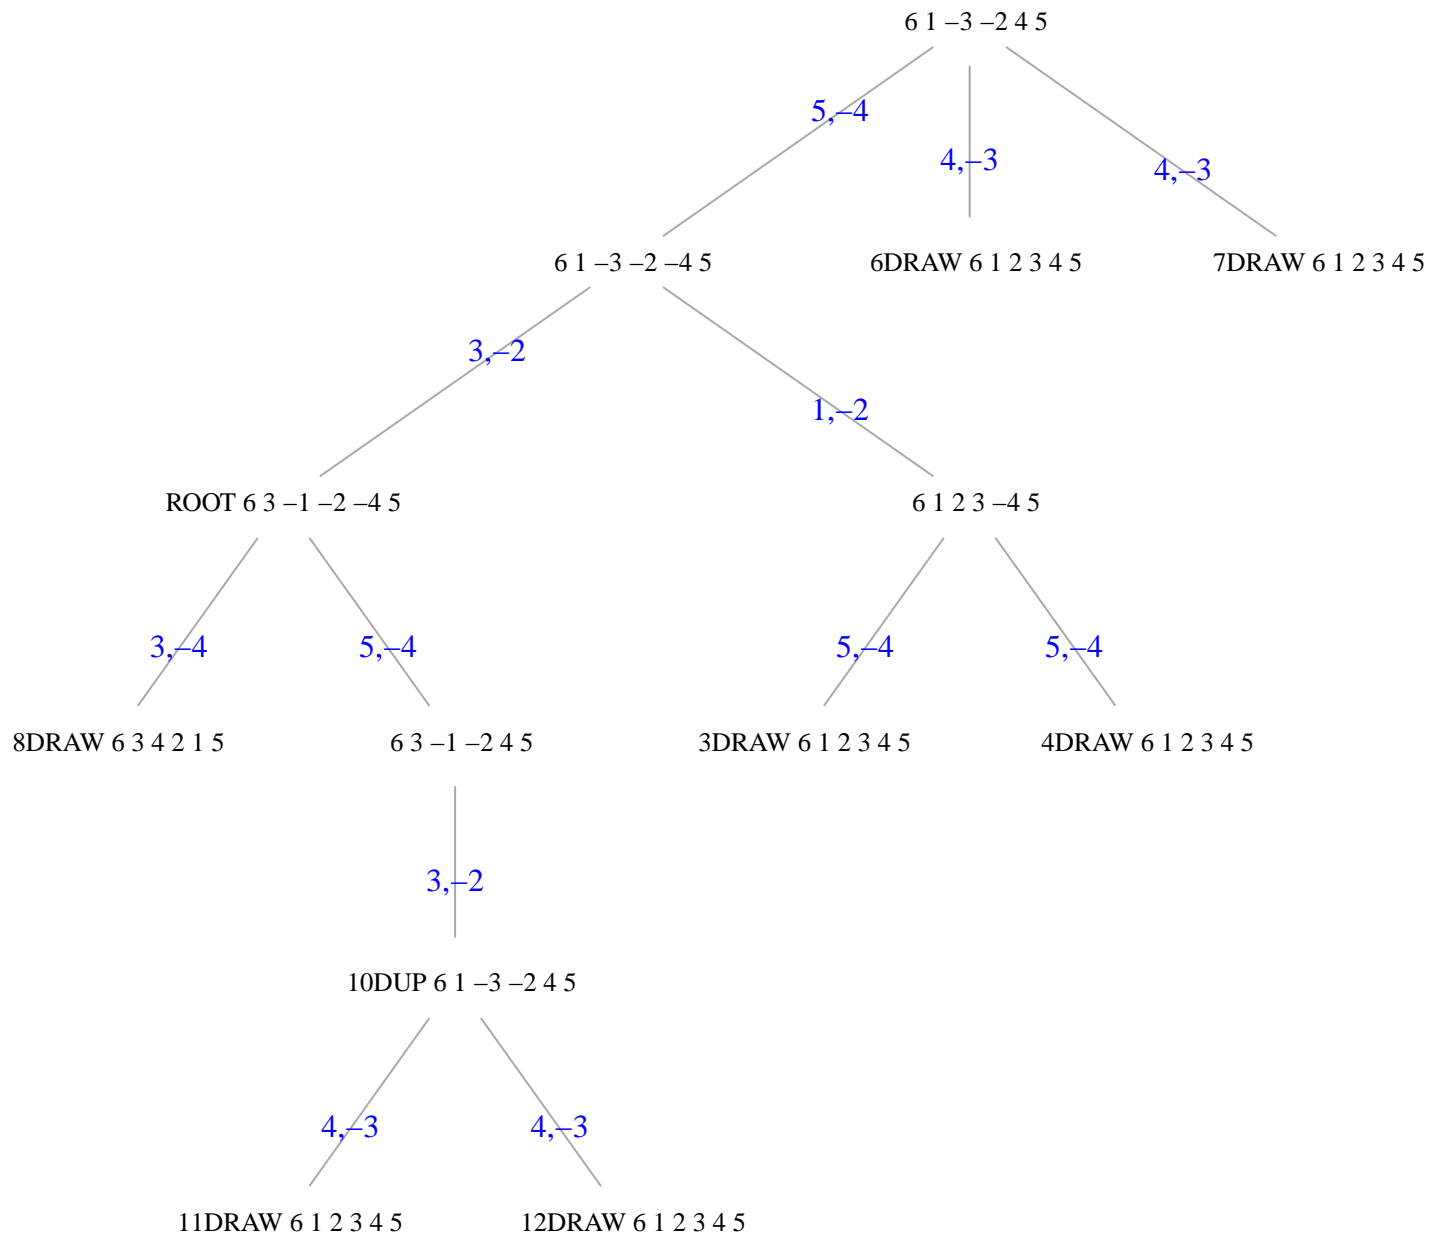 6 1 –3 –2 4 5
5,–4
4,–3
4,–3
6 1 –3 –2 –4 5
6DRAW 6 1 2 3 4 5
7DRAW 6 1 2 3 4 5
3,–2
1,–2
ROOT 6 3 –1 –2 –4 5
6 1 2 3 –4 5
3,–4
5,–4
5,–4
5,–4
8DRAW 6 3 4 2 1 5
6 3 –1 –2 4 5
3DRAW 6 1 2 3 4 5
4DRAW 6 1 2 3 4 5
3,–2
10DUP 6 1 –3 –2 4 5
4,–3
4,–3
11DRAW 6 1 2 3 4 5
12DRAW 6 1 2 3 4 5